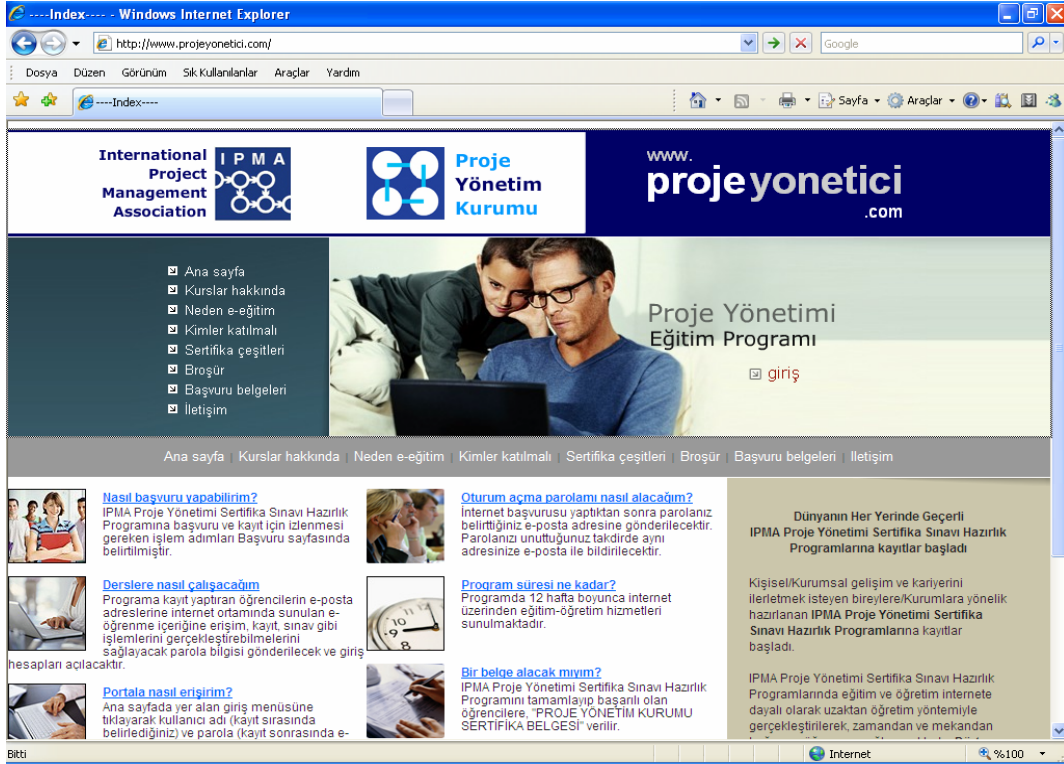 ----Index---- - Windows Internet Explorer
http://www.projeyonetici.com/
Google
Dosya Düzen Görünüm Sık Kullanılanlar Araçlar Yardım
----Index----
Sayfa Araçlar
International
Project
Management
Association
I P M A
Proje
Yönetim
Kurumu
www.
projeyonetici
.com
Ana sayfa
Kurslar hakkında
Neden e-eğitim
Kimler katılmalı
Sertifika çeşitleri
Broşür
Başvuru belgeleri
İletişim
Proje Yönetimi
Eğitim Programı
giriş
Ana sayfa | Kurslar hakkında | Neden e-eğitim | Kimler katılmalı | Sertifika çeşitleri | Broşür | Başvuru belgeleri | İletişim
Nasıl başvuru yapabilirim?
IPMA Proje Yönetimi Sertifika Sınavı Hazırlık
Programına başvuru ve kayıt için izlenmesi
gereken işlem adımları Başvuru sayfasında
belirtilmiştir.
Derslere nasıl çalışacağım
Programa kayıt yaptıran öğrencilerin e-posta
adreslerine internet ortamında sunulan e-
öğrenme içeriğine erişim, kayıt, sınav gibi
işlemlerini gerçekleştirebilmelerini
sağlayacak parola bilgisi gönderilecek ve giriş
hesapları açılacaktır.
Portala nasıl erişirim?
Ana sayfada yer alan giriş menüsüne
tıklayarak kullanıcı adı (kayıt sırasında
belirlediğiniz) ve parola (kayıt sonrasında e-
Oturum açma parolamı nasıl alacağım?
İnternet başvurusu yaptıktan sonra parolanız
belirttiğiniz e-posta adresine gönderilecektir.
Parolanızı unuttuğunuz takdirde aynı
adresinize e-posta ile bildirilecektir.
Program süresi ne kadar?
Programda 12 hafta boyunca internet
üzerinden eğitim-öğretim hizmetleri
sunulmaktadır.
Bir belge alacak mıyım?
IPMA Proje Yönetimi Sertifika Sınavı Hazırlık
Programını tamamlayıp başarılı olan
öğrencilere, "PROJE YÖNETİM KURUMU
SERTİFİKA BELGESİ" verilir.
Dünyanın Her Yerinde Geçerli
IPMA Proje Yönetimi Sertifika Sınavı Hazırlık
Programlarına kayıtlar başladı
Kişisel/Kurumsal gelişim ve kariyerini
ilerletmek isteyen bireylere/Kurumlara yönelik
hazırlanan IPMA Proje Yönetimi Sertifika
Sınavı Hazırlık Programlarına kayıtlar
başladı.
IPMA Proje Yönetimi Sertifika Sınavı Hazırlık
Programlarında eğitim ve öğretim internete
dayalı olarak uzaktan öğretim yöntemiyle
gerçekleştirilerek, zamandan ve mekandan
Bitti
Internet
%100